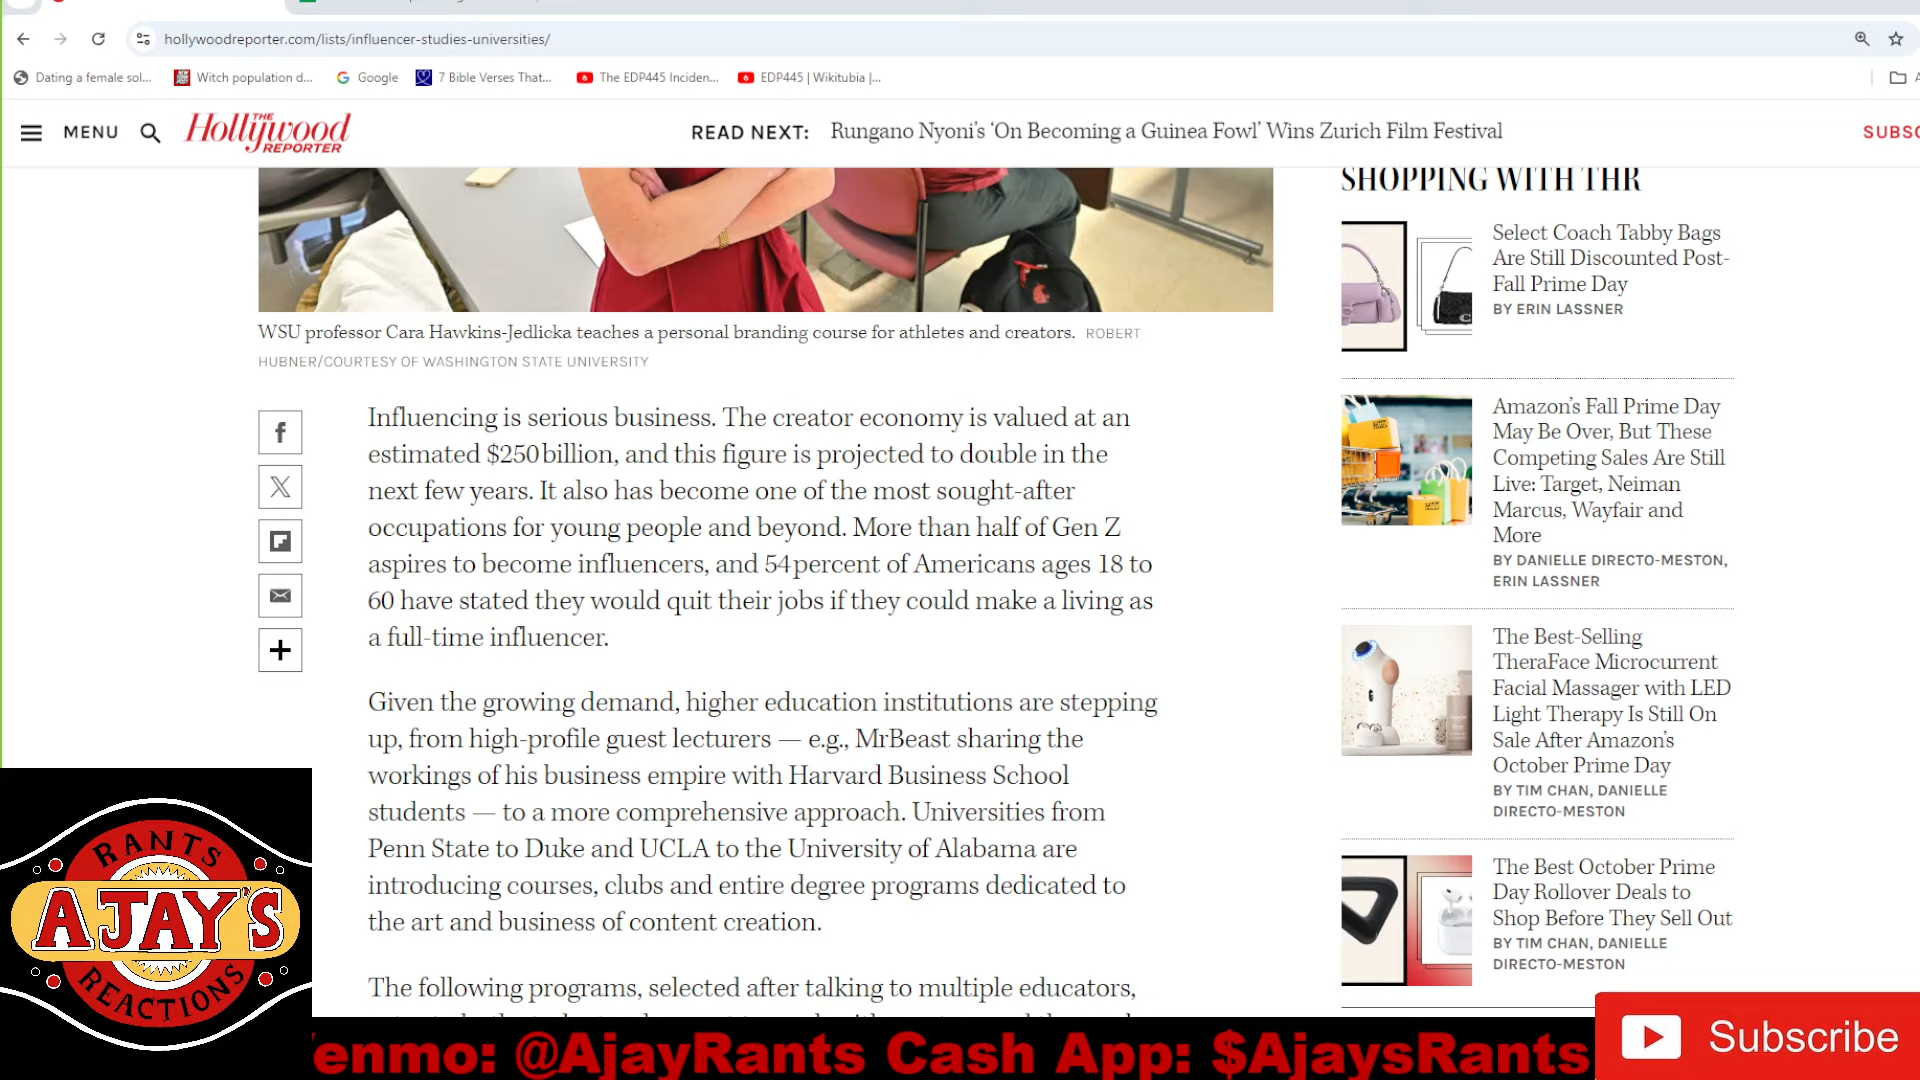 hollywoodreporter.com/lists/influencer-studies-universities/
Dating a female sol...
Witch population d...
Google
7 Bible Verses That...
The EDP445 Inciden...
EDP445 | Wikitubia |...
MENU
THE
Hollywood
REPORTER
READ NEXT: Rungano Nyoni's 'On Becoming a Guinea Fowl' Wins Zurich Film Festival
SUBSC
WSU professor Cara Hawkins-Jedlicka teaches a personal branding course for athletes and creators. ROBERT
HUBNER/COURTESY OF WASHINGTON STATE UNIVERSITY
Influencing is serious business. The creator economy is valued at an
estimated $250 billion, and this figure is projected to double in the
next few years. It also has become one of the most sought-after
occupations for young people and beyond. More than half of Gen Z
aspires to become influencers, and 54 percent of Americans ages 18 to
60 have stated they would quit their jobs if they could make a living as
a full-time influencer.
Given the growing demand, higher education institutions are stepping
up, from high-profile guest lecturers — e.g., MrBeast sharing the
workings of his business empire with Harvard Business School
students — to a more comprehensive approach. Universities from
Penn State to Duke and UCLA to the University of Alabama are
introducing courses, clubs and entire degree programs dedicated to
the art and business of content creation.
The following programs, selected after talking to multiple educators,
SHOPPING WITH THR
Select Coach Tabby Bags
Are Still Discounted Post-
Fall Prime Day
BY ERIN LASSNER
Amazon's Fall Prime Day
May Be Over, But These
Competing Sales Are Still
Live: Target, Neiman
Marcus, Wayfair and
More
BY DANIELLE DIRECTO-MESTON,
ERIN LASSNER
The Best-Selling
TheraFace Microcurrent
Facial Massager with LED
Light Therapy Is Still On
Sale After Amazon's
October Prime Day
BY TIM CHAN, DANIELLE
DIRECTO-MESTON
The Best October Prime
Day Rollover Deals to
Shop Before They Sell Out
BY TIM CHAN, DANIELLE
DIRECTO-MESTON
RANTS
AJAY'S
REACTIONS
enmo: @AjayRants Cash App: $AjaysRants
Subscribe